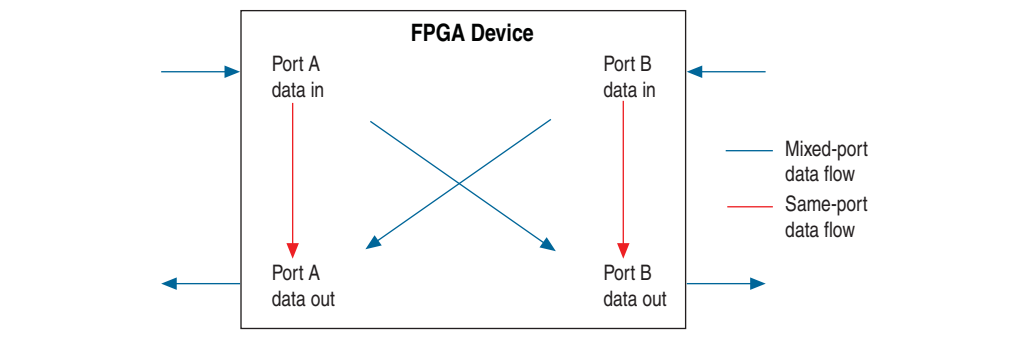 FPGA Device
Port A
data in
Port B
data in
Mixed-port
data flow
Same-port
data flow
Port A
data out
Port B
data out